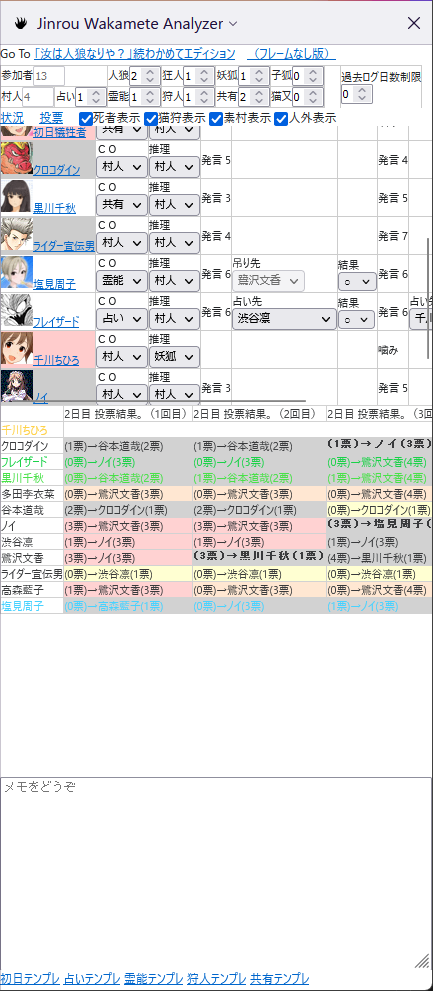 Jinrou Wakamete Analyzer
Go To 「汝は人狼なりや？」続わかめてエディション (フレームなし版)
参加者 13 人狼 2 狂人 1 妖狐 1 子狐 0 過去ログ日数制限
村人 4 占い 1 霊能 1 狩人 1 共有 2 猫又 0 0
状況 投票 死者表示 猫狩表示 素村表示 人外表示
初日犠牲者 共有 村人
クロコダイン CO 村人 推理 村人 発言 5 発言 4
黒川千秋 CO 共有 推理 村人 発言 3 発言 5
ライダー宣伝男 CO 村人 推理 村人 発言 4 発言 7
塩見周子 CO 霊能 推理 村人 発言 6 吊り先 鷺沢文香 結果 ○ 発言 6
フレイザード CO 占い 推理 村人 発言 6 占い先 渋谷凛 結果 ○ 発言 6
千川ちひろ CO 村人 推理 妖狐 噛み
ノイ CO 村人 推理 村人 発言 3 発言 5
2日目 投票結果。(1回目) 2日目 投票結果。(2回目) 2日目 投票結果。(3回
千川ちひろ
クロコダイン (1票)→谷本道哉(2票) (1票)→谷本道哉(2票) (1票)→ノイ(3票)
フレイザード (0票)→ノイ(3票) (0票)→ノイ(3票) (0票)→鷺沢文香(4票)
黒川千秋 (0票)→谷本道哉(2票) (1票)→谷本道哉(2票) (1票)→鷺沢文香(4票)
多田李衣菜 (0票)→鷺沢文香(3票) (0票)→鷺沢文香(3票) (0票)→鷺沢文香(4票)
谷本道哉 (2票)→クロコダイン(1票) (2票)→クロコダイン(1票) (0票)→クロコダイン(1票)
ノイ (3票)→鷺沢文香(3票) (3票)→鷺沢文香(3票) (3票)→塩見周子(
渋谷凛 (1票)→ノイ(3票) (1票)→ノイ(3票) (1票)→ノイ(3票)
鷺沢文香 (3票)→ノイ(3票) (3票)→黒川千秋(1票) (4票)→黒川千秋(1票)
ライダー宣伝男 (0票)→渋谷凛(1票) (0票)→渋谷凛(1票) (0票)→渋谷凛(1票)
高森藍子 (1票)→鷺沢文香(3票) (0票)→鷺沢文香(3票) (0票)→鷺沢文香(4票)
塩見周子 (0票)→高森藍子(1票) (0票)→ノイ(3票) (1票)→ノイ(3票)
メモをどうぞ
初日テンプレ 占いテンプレ 霊能テンプレ 狩人テンプレ 共有テンプレ